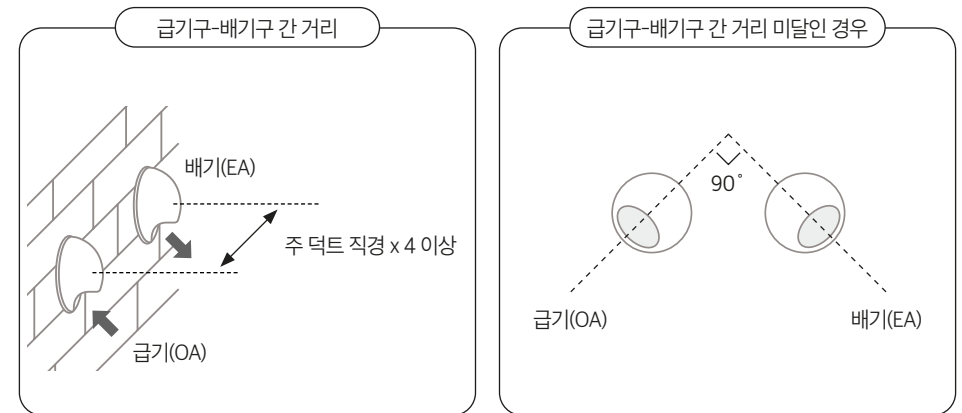 급기구-배기구 간 거리
배기(EA)
주 덕트 직경 x 4 이상
급기(OA)
급기구-배기구 간 거리 미달인 경우
90˚
급기(OA)
배기(EA)